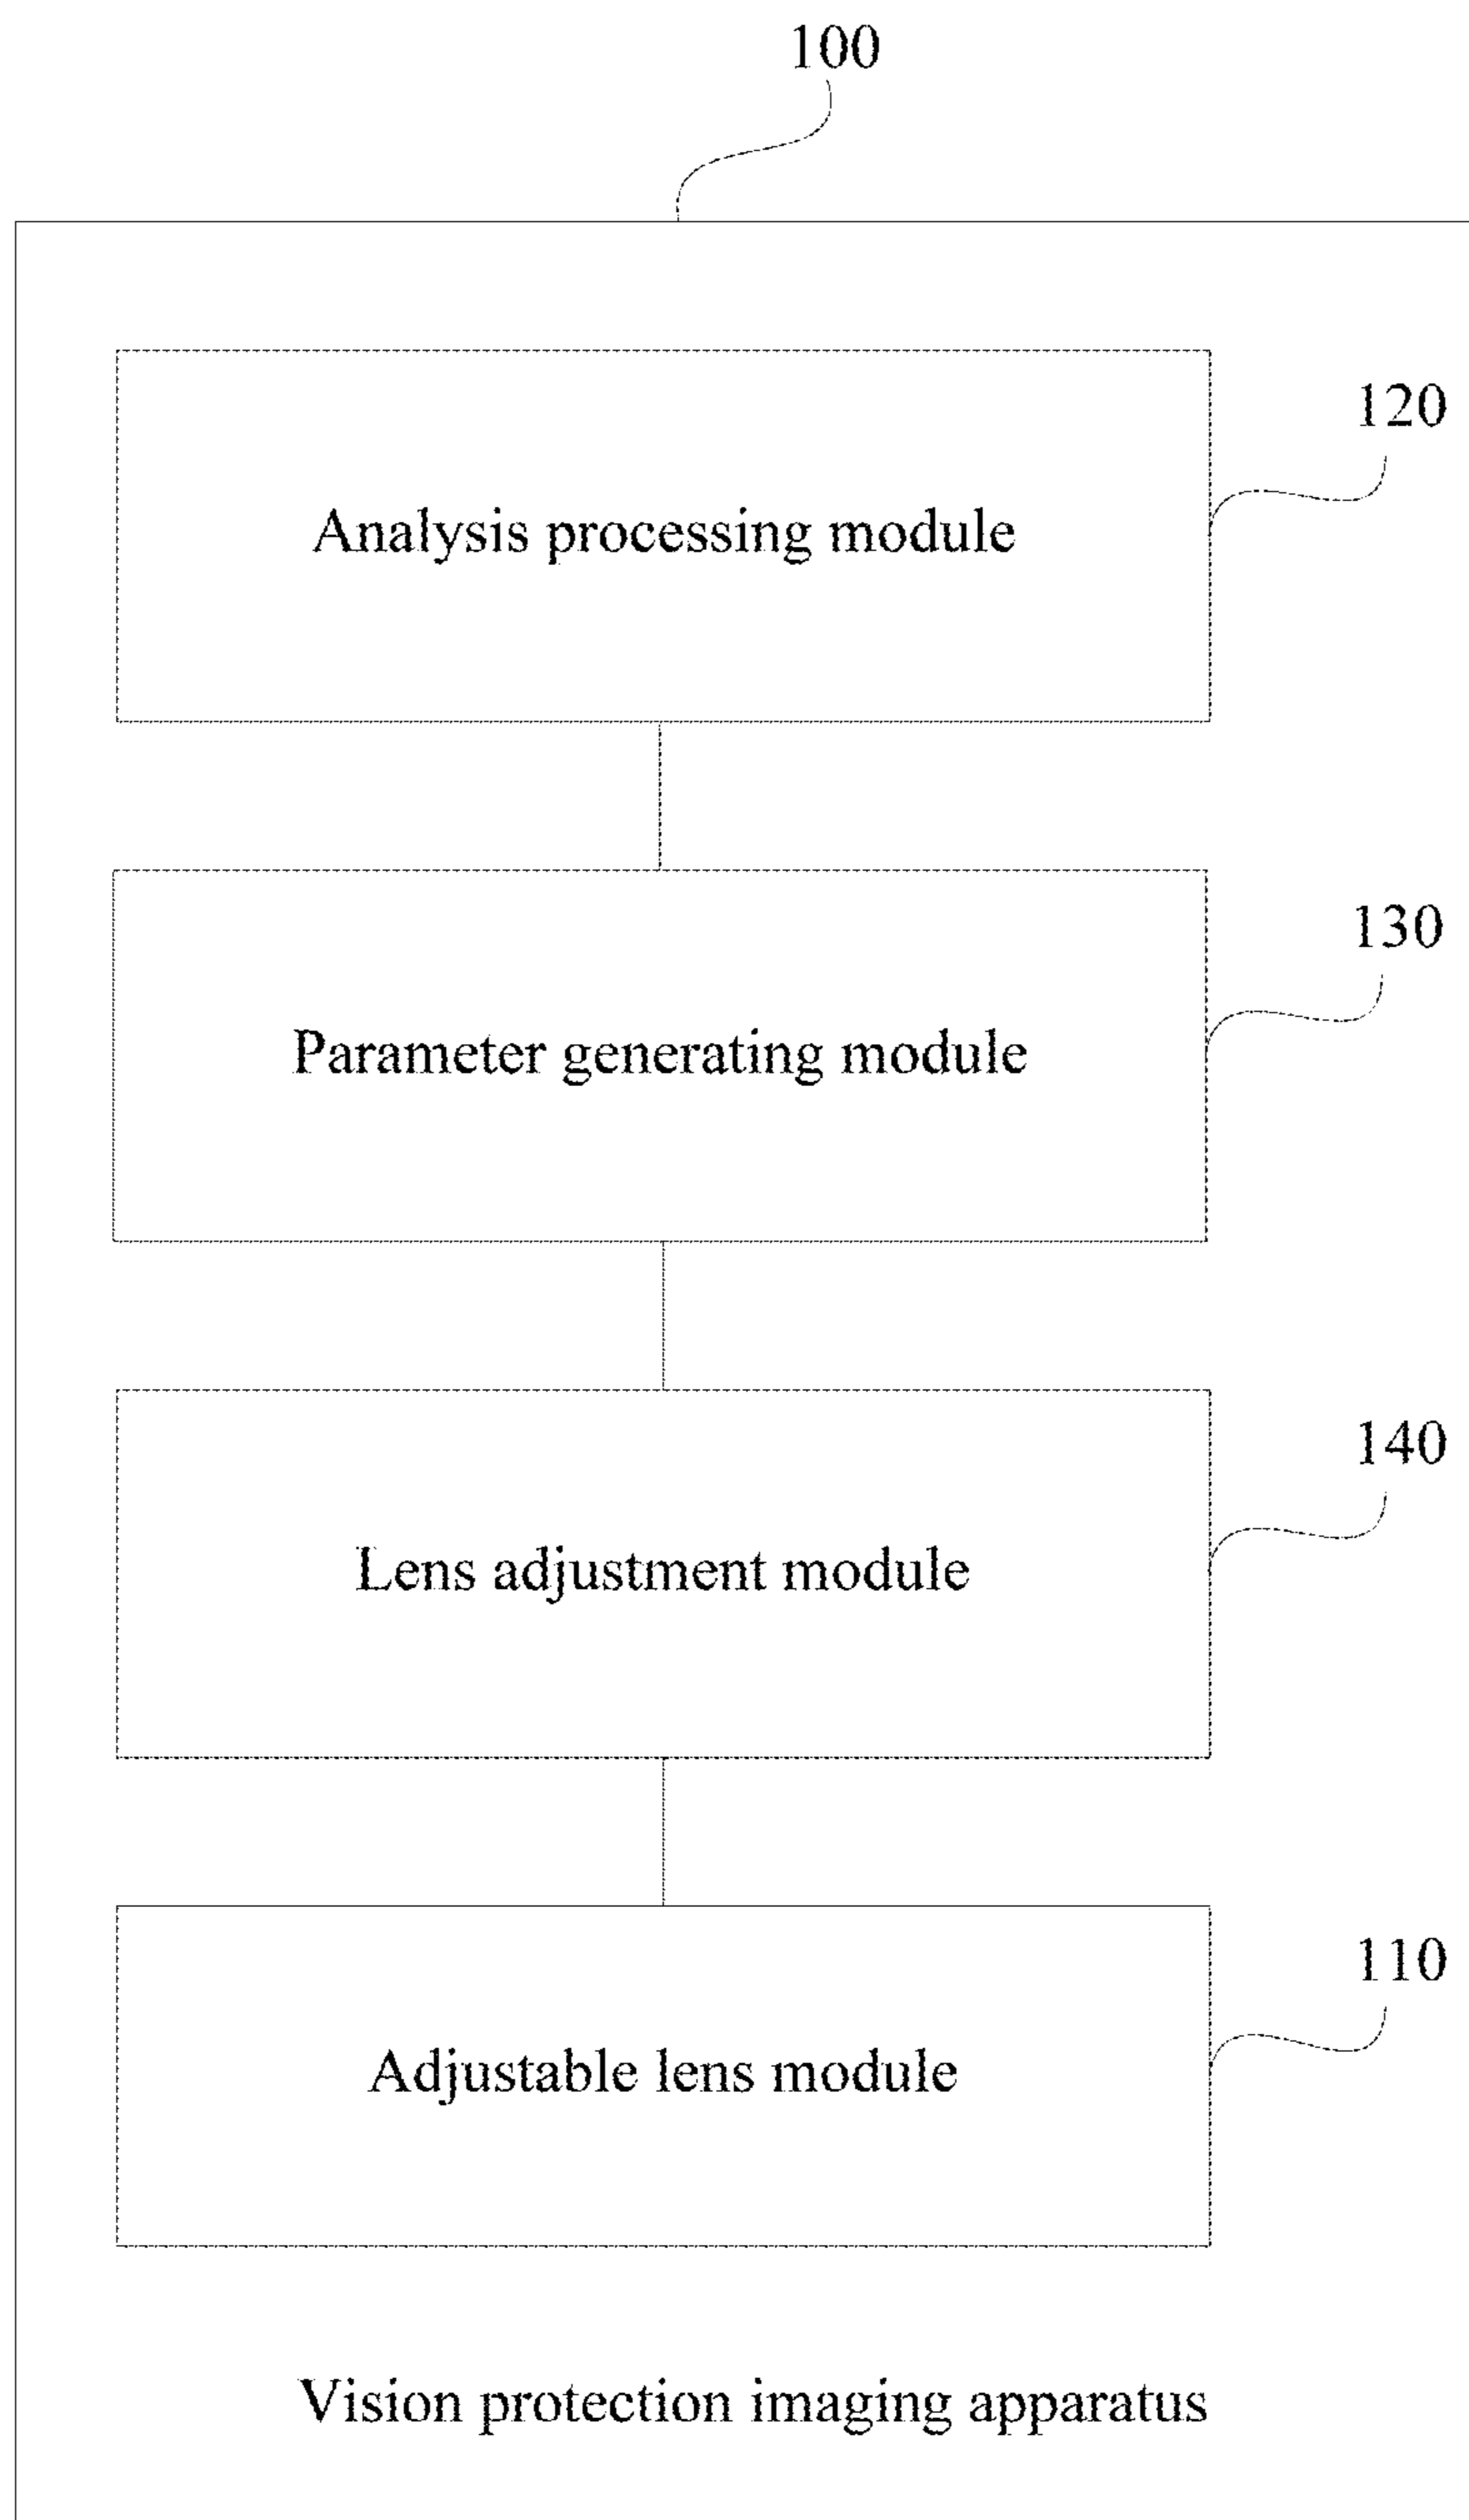 100
120
Analysis processing module
130
Parameter generating module
140
Lens adjustment module
110
Adjustable lens module
Vision protection imaging apparatus